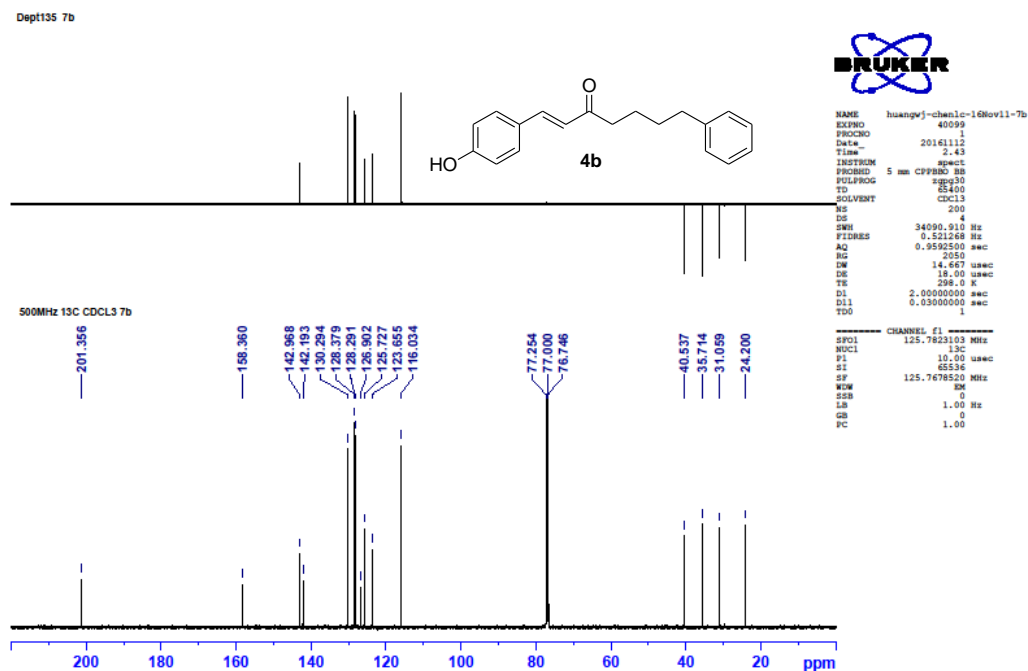 Dept135 7b
O
HO
4b
500MHz 13C CDCL3 7b
201.356
158.360
142.968
142.193
130.294
128.379
128.291
126.902
125.727
123.655
116.034
77.254
77.000
76.746
40.537
35.714
31.059
24.200
200 180 160 140 120 100 80 60 40 20 ppm
BRUKER
NAME huangwj-chenlc-16Nov11-7b
EXPNO 40099
PROCNO 1
Date_ 20161112
Time 2.43
INSTRUM spect
PROBHD 5 mm CPPBBO BB
PULPROG zgpg30
TD 65400
SOLVENT CDCl3
NS 200
DS 4
SWH 34090.910 Hz
FIDRES 0.521268 Hz
AQ 0.9592500 sec
RG 2050
DW 14.667 usec
DE 18.00 usec
TE 298.0 K
D1 2.00000000 sec
D11 0.03000000 sec
TD0 1
======== CHANNEL f1 ========
SFO1 125.7823103 MHz
NUC1 13C
P1 10.00 usec
SI 65536
SF 125.7678520 MHz
WDW EM
SSB 0
LB 1.00 Hz
GB 0
PC 1.00